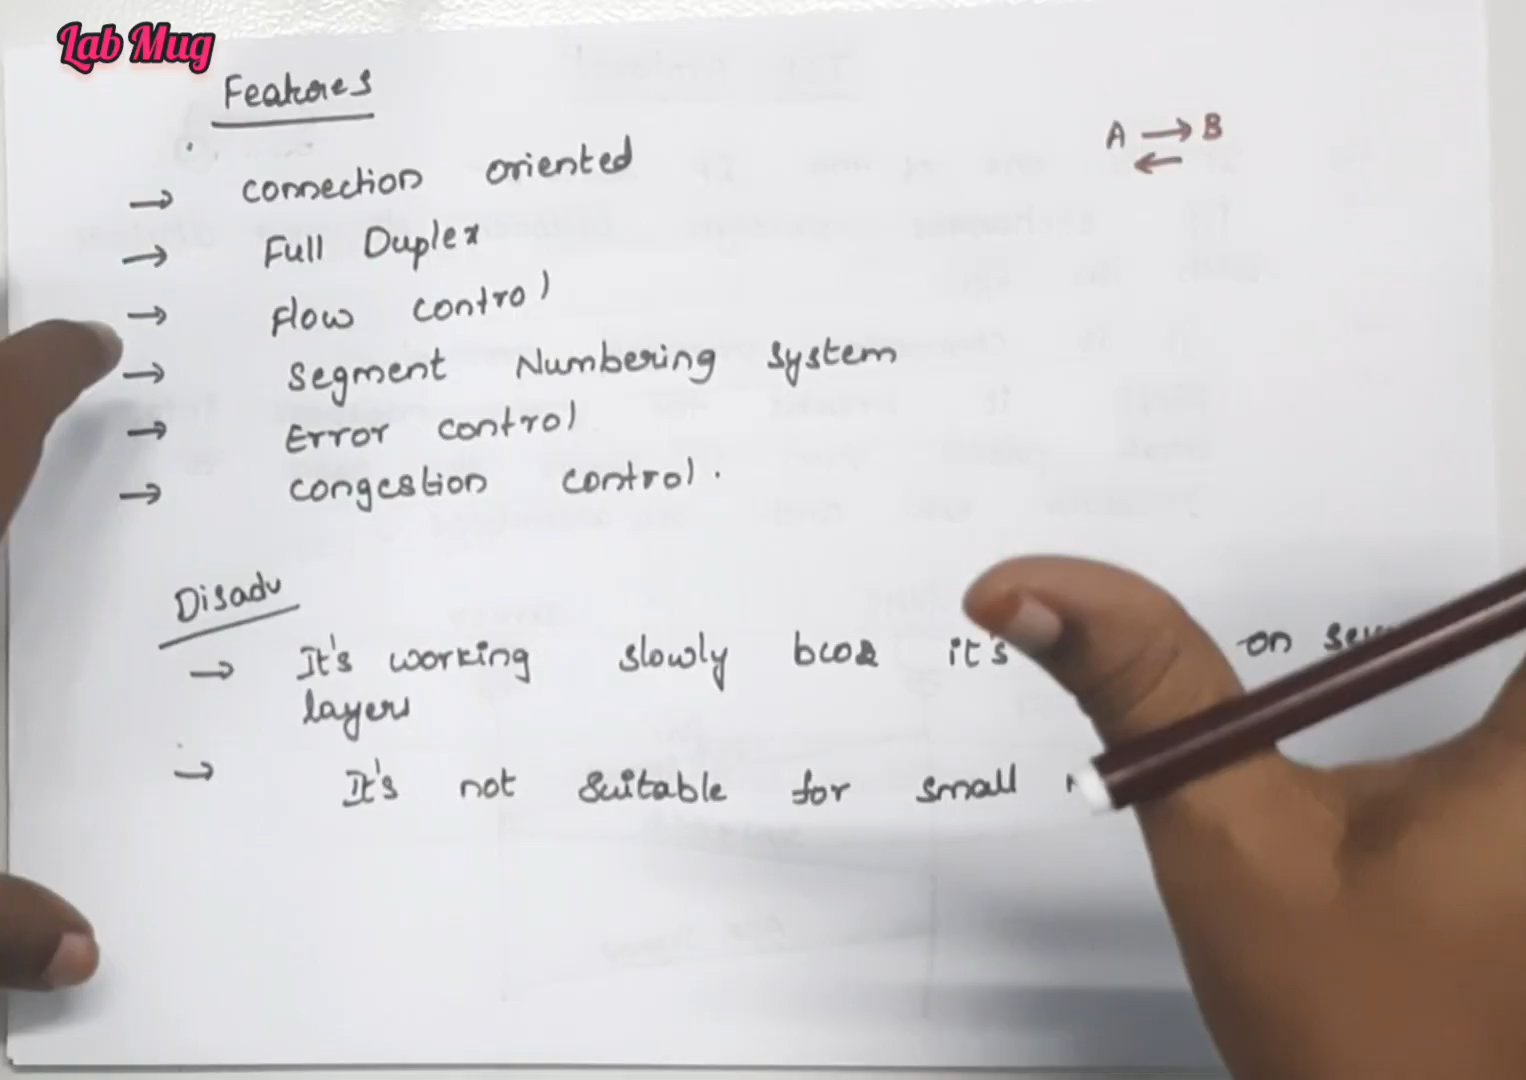 Lab Mug
Features
A → B
←
→ connection oriented
→ Full Duplex
→ Flow control
→ Segment Numbering system
→ Error control
→ congestion control.
Disadv
→ It's working slowly bcoz it's on
layers
→ It's not suitable for small